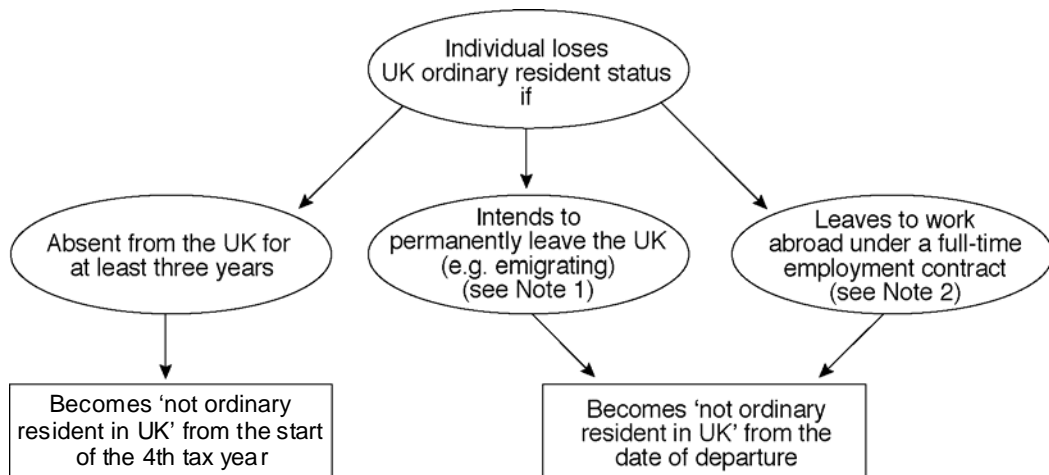 Individual loses
UK ordinary resident status
if
Absent from the UK for
at least three years
Intends to
permanently leave the UK
(e.g. emigrating)
(see Note 1)
Leaves to work
abroad under a full-time
employment contract
(see Note 2)
Becomes ‘not ordinary
resident in UK’ from the start
of the 4th tax year
Becomes ‘not ordinary
resident in UK’ from the
date of departure